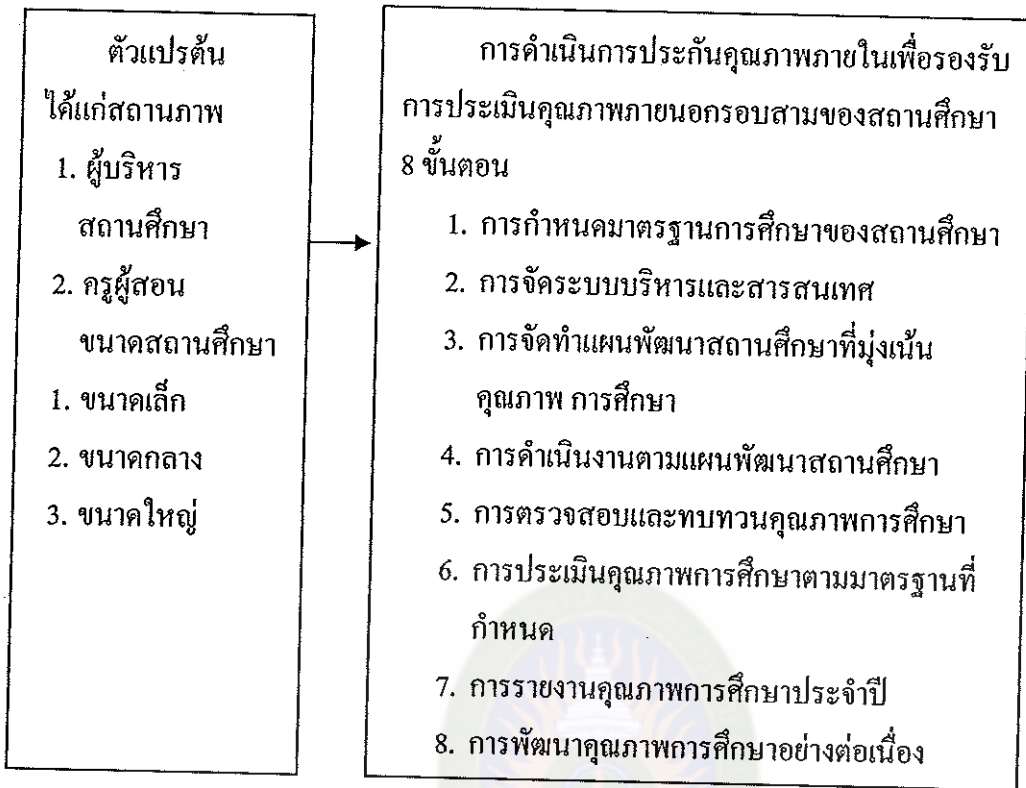 ตัวแปรต้น
ได้แก่สถานภาพ
1. ผู้บริหาร
สถานศึกษา
2. ครูผู้สอน
ขนาดสถานศึกษา
1. ขนาดเล็ก
2. ขนาดกลาง
3. ขนาดใหญ่
การดำเนินการประกันคุณภาพภายในเพื่อรองรับ
การประเมินคุณภาพภายนอกรอบสามของสถานศึกษา
8 ขั้นตอน
1. การกำหนดมาตรฐานการศึกษาของสถานศึกษา
2. การจัดระบบบริหารและสารสนเทศ
3. การจัดทำแผนพัฒนาสถานศึกษาที่มุ่งเน้น
คุณภาพ การศึกษา
4. การดำเนินงานตามแผนพัฒนาสถานศึกษา
5. การตรวจสอบและทบทวนคุณภาพการศึกษา
6. การประเมินคุณภาพการศึกษาตามมาตรฐานที่
กำหนด
7. การรายงานคุณภาพการศึกษาประจำปี
8. การพัฒนาคุณภาพการศึกษาอย่างต่อเนื่อง